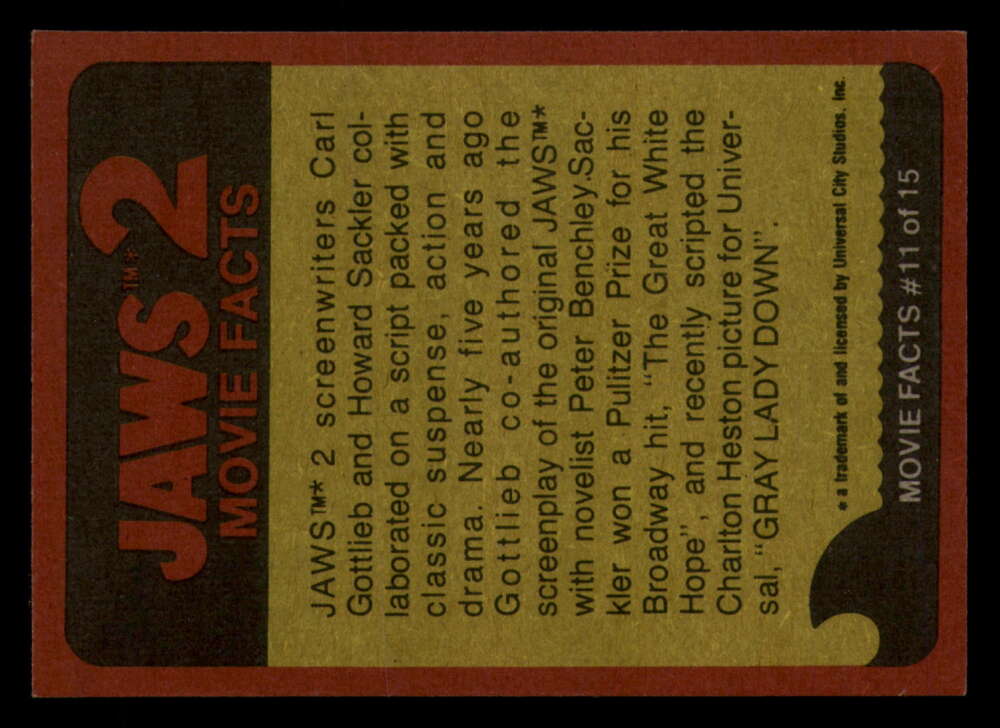 JAWS™* 2
MOVIE FACTS
JAWS™* 2 screenwriters Carl
Gottlieb and Howard Sackler col-
laborated on a script packed with
classic suspense, action and
drama. Nearly five years ago
Gottlieb co-authored the
screenplay of the original JAWS™*
with novelist Peter Benchley.Sac-
kler won a Pulitzer Prize for his
Broadway hit, "The Great White
Hope", and recently scripted the
Charlton Heston picture for Univer-
sal, "GRAY LADY DOWN".
* a trademark of and licensed by Universal City Studios, Inc.
MOVIE FACTS #11 of 15